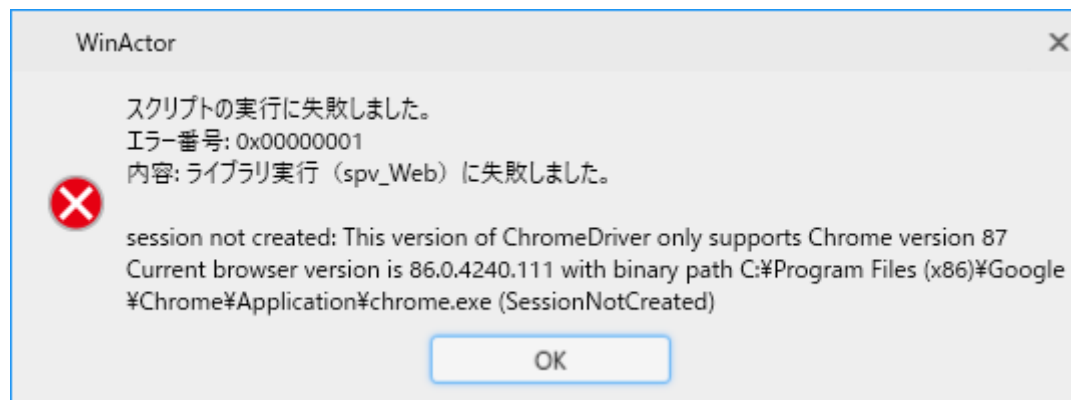 WinActor
スクリプトの実行に失敗しました。
エラー番号: 0x00000001
内容: ライブラリ実行（spv_Web）に失敗しました。
session not created: This version of ChromeDriver only supports Chrome version 87
Current browser version is 86.0.4240.111 with binary path C:¥Program Files (x86)¥Google
¥Chrome¥Application¥chrome.exe (SessionNotCreated)
OK